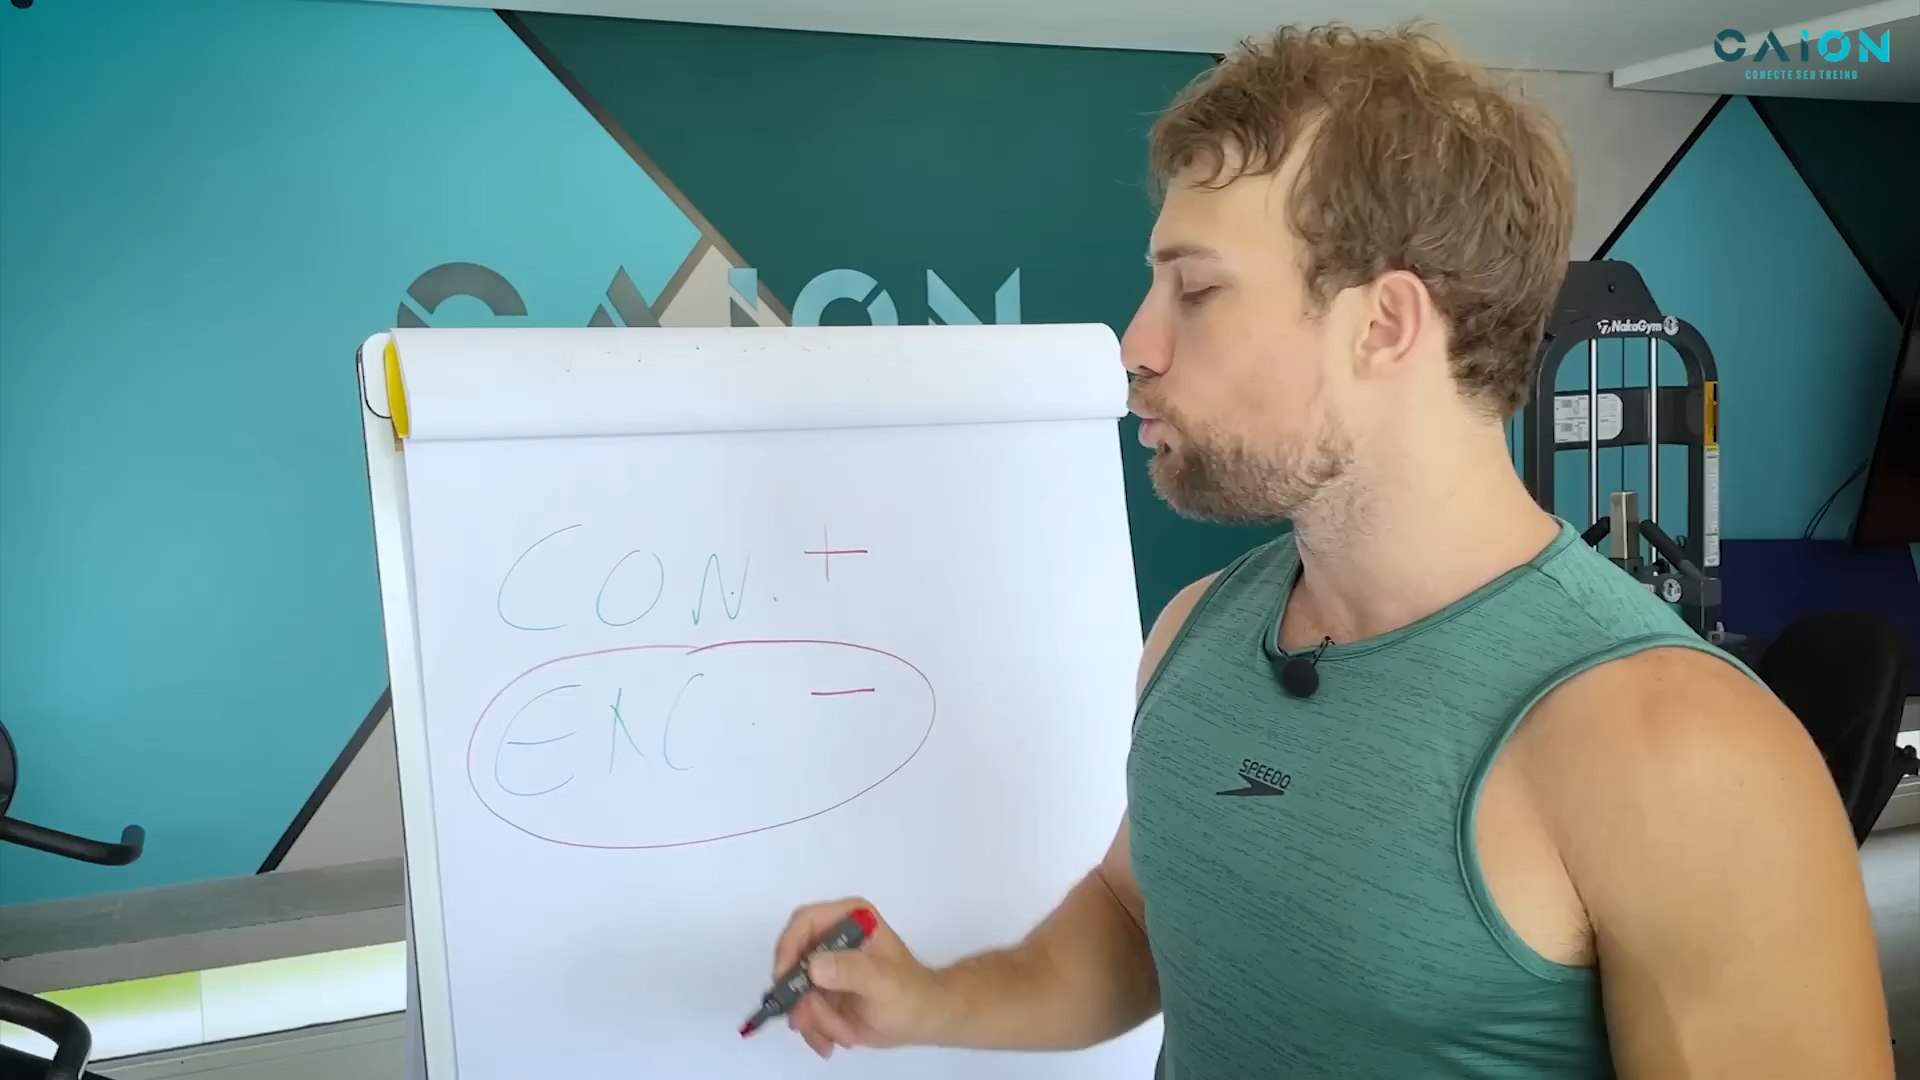 CAION
CONECTE SEU TREINO
CAION
NakaGym
CON. +
EXC. -
SPEEDO